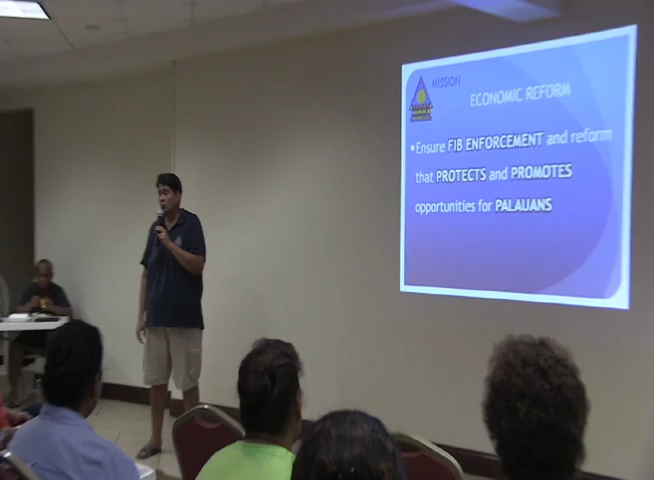 MISSION
ECONOMIC REFORM
•Ensure FIB ENFORCEMENT and reform
that PROTECTS and PROMOTES
opportunities for PALAUANS